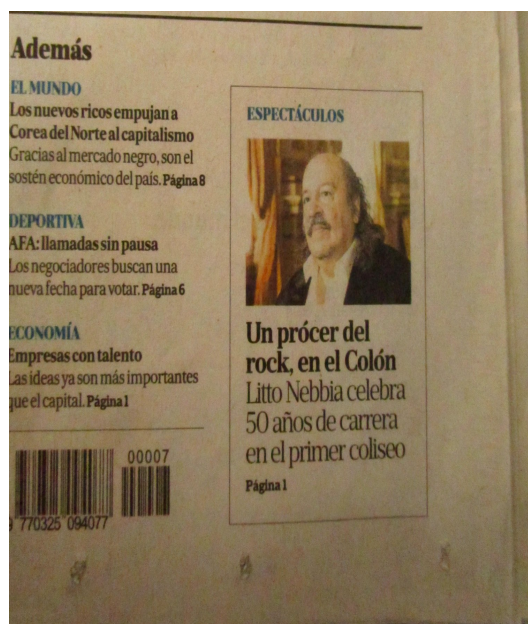 Además
EL MUNDO
Los nuevos ricos empujan a
Corea del Norte al capitalismo
Gracias al mercado negro, son el
sostén económico del país. Página 8
DEPORTIVA
AFA: llamadas sin pausa
Los negociadores buscan una
nueva fecha para votar. Página 6
ECONOMÍA
Empresas con talento
Las ideas ya son más importantes
que el capital. Página 1
00007
9 770325 094077
ESPECTÁCULOS
Un prócer del
rock, en el Colón
Litto Nebbia celebra
50 años de carrera
en el primer coliseo
Página 1